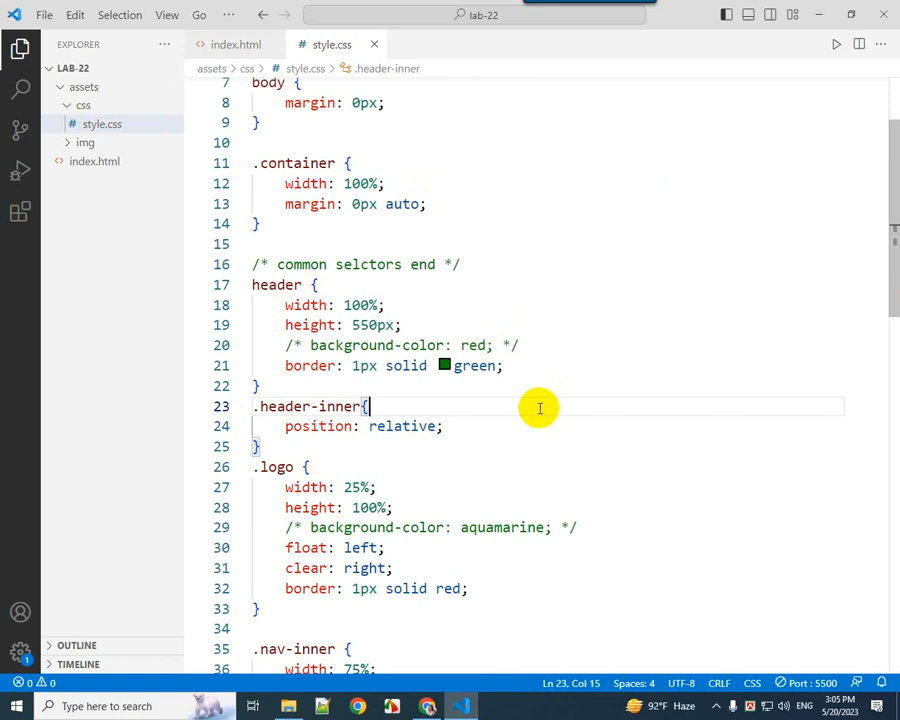 File Edit Selection View Go ··· lab-22
EXPLORER ···
index.html
# style.css
LAB-22
assets
css
# style.css
img
index.html
assets > css > # style.css > .header-inner
7 body {
8 margin: 0px;
9 }
10
11 .container {
12 width: 100%;
13 margin: 0px auto;
14 }
15
16 /* common selctors end */
17 header {
18 width: 100%;
19 height: 550px;
20 /* background-color: red; */
21 border: 1px solid green;
22 }
23 .header-inner{
24 position: relative;
25 }
26 .logo {
27 width: 25%;
28 height: 100%;
29 /* background-color: aquamarine; */
30 float: left;
31 clear: right;
32 border: 1px solid red;
33 }
34
35 .nav-inner {
36 width: 75%;
OUTLINE
TIMELINE
1
0 0 Ln 23, Col 15 Spaces: 4 UTF-8 CRLF CSS Port : 5500
Type here to search
92°F Haze
3:05 PM
5/20/2023